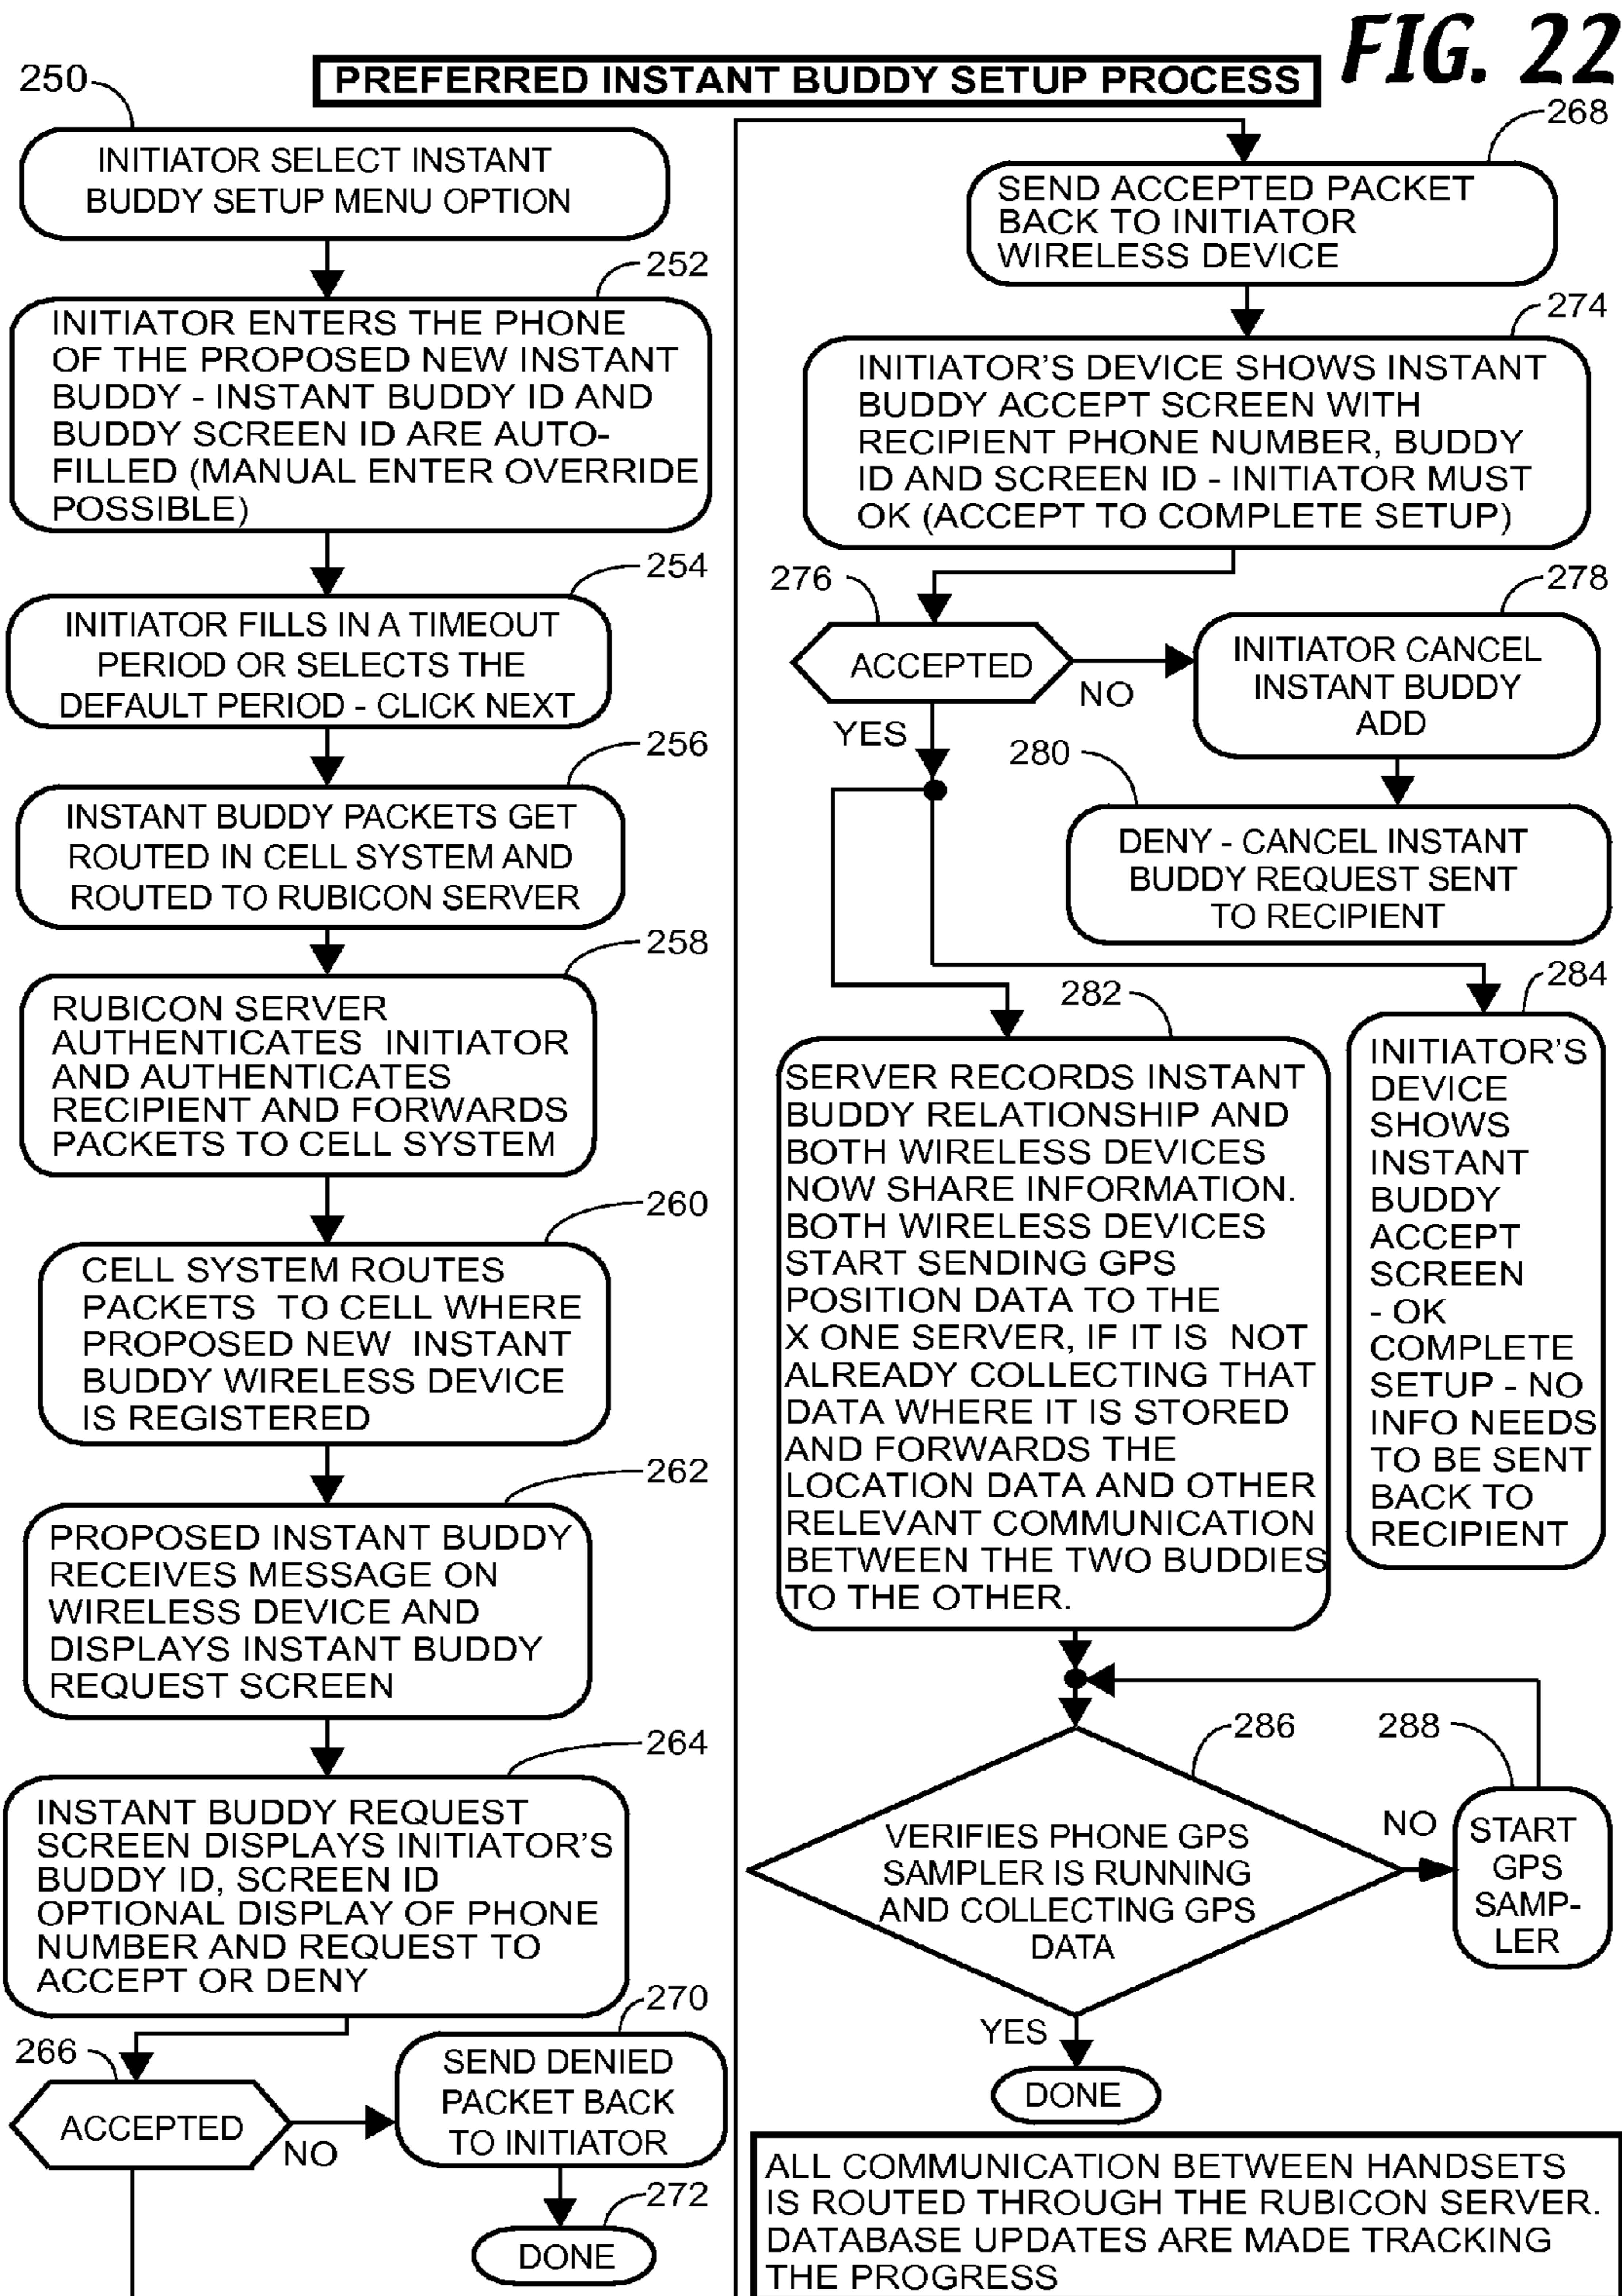 FIG. 22
PREFERRED INSTANT BUDDY SETUP PROCESS
250
INITIATOR SELECT INSTANT
BUDDY SETUP MENU OPTION
252
INITIATOR ENTERS THE PHONE
OF THE PROPOSED NEW INSTANT
BUDDY - INSTANT BUDDY ID AND
BUDDY SCREEN ID ARE AUTO-
FILLED (MANUAL ENTER OVERRIDE
POSSIBLE)
254
INITIATOR FILLS IN A TIMEOUT
PERIOD OR SELECTS THE
DEFAULT PERIOD - CLICK NEXT
256
INSTANT BUDDY PACKETS GET
ROUTED IN CELL SYSTEM AND
ROUTED TO RUBICON SERVER
258
RUBICON SERVER
AUTHENTICATES INITIATOR
AND AUTHENTICATES
RECIPIENT AND FORWARDS
PACKETS TO CELL SYSTEM
260
CELL SYSTEM ROUTES
PACKETS TO CELL WHERE
PROPOSED NEW INSTANT
BUDDY WIRELESS DEVICE
IS REGISTERED
262
PROPOSED INSTANT BUDDY
RECEIVES MESSAGE ON
WIRELESS DEVICE AND
DISPLAYS INSTANT BUDDY
REQUEST SCREEN
264
INSTANT BUDDY REQUEST
SCREEN DISPLAYS INITIATOR'S
BUDDY ID, SCREEN ID
OPTIONAL DISPLAY OF PHONE
NUMBER AND REQUEST TO
ACCEPT OR DENY
266
ACCEPTED
NO
270
SEND DENIED
PACKET BACK
TO INITIATOR
272
DONE
268
SEND ACCEPTED PACKET
BACK TO INITIATOR
WIRELESS DEVICE
274
INITIATOR'S DEVICE SHOWS INSTANT
BUDDY ACCEPT SCREEN WITH
RECIPIENT PHONE NUMBER, BUDDY
ID AND SCREEN ID - INITIATOR MUST
OK (ACCEPT TO COMPLETE SETUP)
276
ACCEPTED
NO
YES
278
INITIATOR CANCEL
INSTANT BUDDY
ADD
280
DENY - CANCEL INSTANT
BUDDY REQUEST SENT
TO RECIPIENT
282
SERVER RECORDS INSTANT
BUDDY RELATIONSHIP AND
BOTH WIRELESS DEVICES
NOW SHARE INFORMATION.
BOTH WIRELESS DEVICES
START SENDING GPS
POSITION DATA TO THE
X ONE SERVER, IF IT IS NOT
ALREADY COLLECTING THAT
DATA WHERE IT IS STORED
AND FORWARDS THE
LOCATION DATA AND OTHER
RELEVANT COMMUNICATION
BETWEEN THE TWO BUDDIES
TO THE OTHER.
284
INITIATOR'S
DEVICE
SHOWS
INSTANT
BUDDY
ACCEPT
SCREEN
- OK
COMPLETE
SETUP - NO
INFO NEEDS
TO BE SENT
BACK TO
RECIPIENT
286
VERIFIES PHONE GPS
SAMPLER IS RUNNING
AND COLLECTING GPS
DATA
NO
288
START
GPS
SAMP-
LER
YES
DONE
ALL COMMUNICATION BETWEEN HANDSETS
IS ROUTED THROUGH THE RUBICON SERVER.
DATABASE UPDATES ARE MADE TRACKING
THE PROGRESS